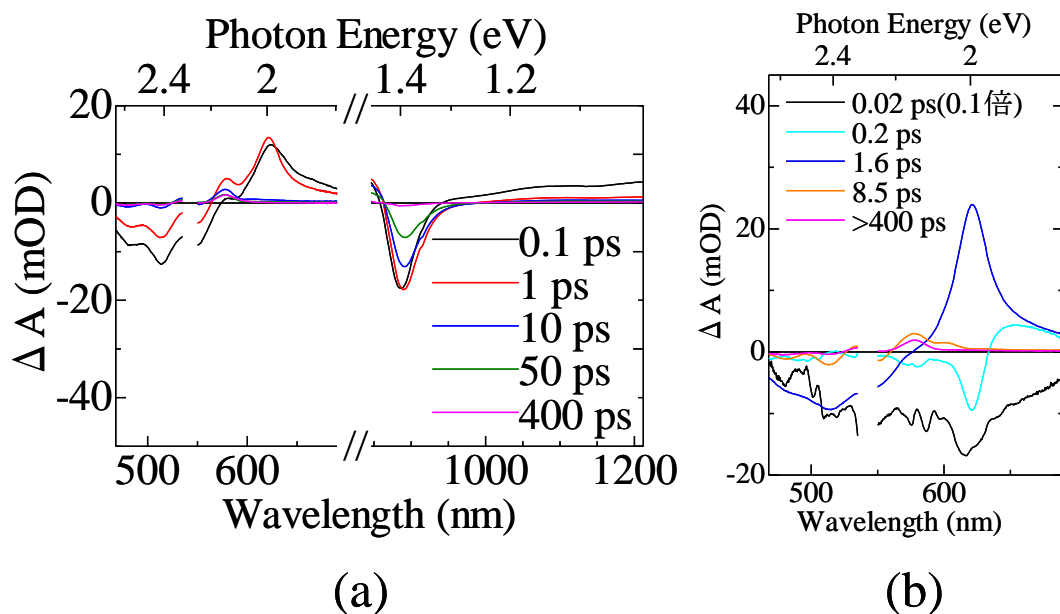 Photon Energy (eV)
2.4 2 1.4 1.2
20
0
-20
-40
Δ A (mOD)
0.1 ps
1 ps
10 ps
50 ps
400 ps
500 600 1000 1200
Wavelength (nm)
(a)
Photon Energy (eV)
2.4 2
40
0
-20
Δ A (mOD)
0.02 ps(0.1倍)
0.2 ps
1.6 ps
8.5 ps
>400 ps
500 600
Wavelength (nm)
(b)